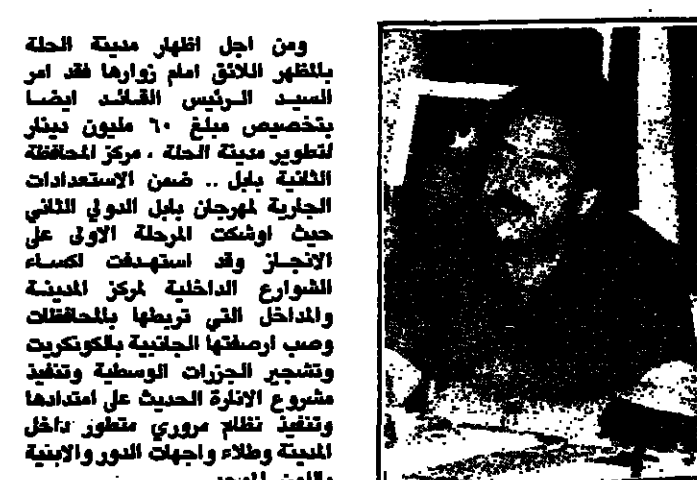 ومن اجل اظهار مدينة الحلة
بالمظهر اللائق امام زوارها فقد امر
السيد الرئيس القائد ايضا
بتخصيص مبلغ ٦٠ مليون دينار
لتطوير مدينة الحلة ، مركز المحافظة
الثانية بابل .. ضمن الاستعدادات
الجارية لمهرجان بابل الدولي الثاني
حيث اوشكت المرحلة الاولى على
الانجاز وقد استهدفت اكساء
الشوارع الداخلية لمركز المدينة
والمداخل التي تربطها بالمحافظات
وصب ارصفتها الجانبية بالكونكريت
وتشجير الجزرات الوسطية وتنفيذ
مشروع الانارة الحديث على امتدادها
وتنفيذ نظام مروري متطور داخل
المدينة وطلاء واجهات الدور والابنية